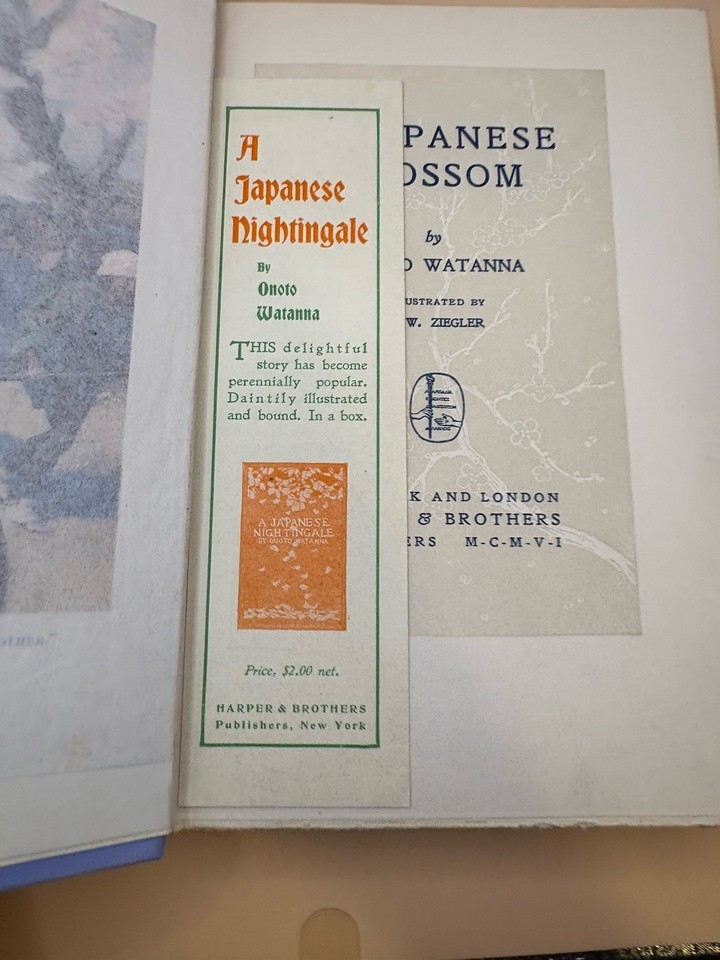 A
Japanese
Nightingale
By
Onoto
Watanna
THIS delightful
story has become
perennially popular.
Daintily illustrated
and bound. In a box.
A JAPANESE
NIGHTINGALE
BY ONOTO WATANNA
Price, $2.00 net.
HARPER & BROTHERS
Publishers, New York
PANESE
OSSOM
by
O WATANNA
USTRATED BY
W. ZIEGLER
K AND LONDON
& BROTHERS
ERS M·C·M·V·I